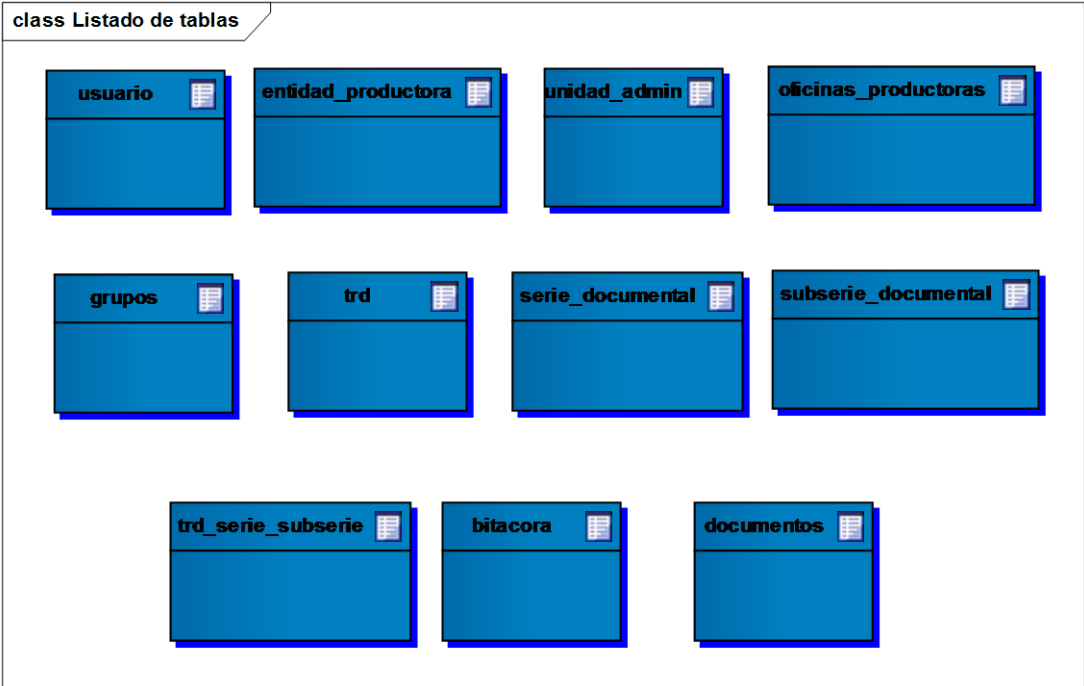 class Listado de tablas
usuario
entidad_productora
unidad_admin
oficinas_productoras
grupos
trd
serie_documental
subserie_documental
trd_serie_subserie
bitacora
documentos